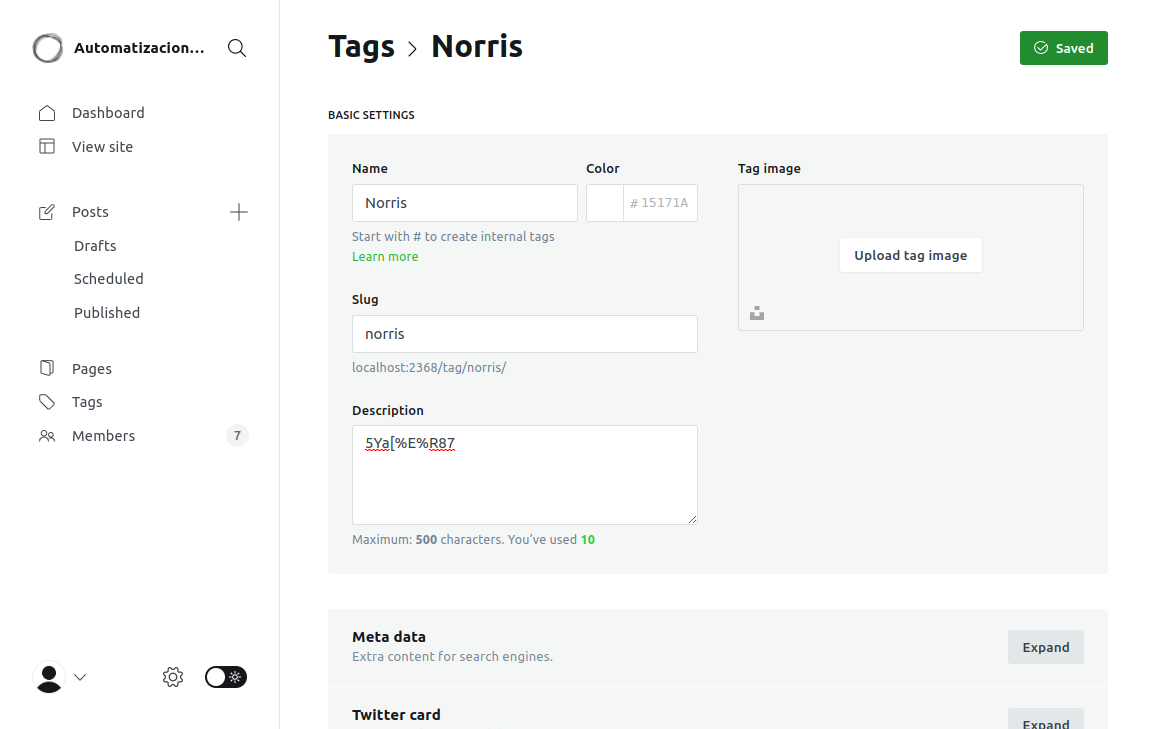 Automatizacion...
Dashboard
View site
Posts
Drafts
Scheduled
Published
Pages
Tags
Members 7
Tags > Norris
Saved
BASIC SETTINGS
Name
Norris
Start with # to create internal tags
Learn more
Color
# 15171A
Slug
norris
localhost:2368/tag/norris/
Description
5Ya[%E%R87
Maximum: 500 characters. You've used 10
Tag image
Upload tag image
Meta data
Extra content for search engines.
Expand
Twitter card
Expand